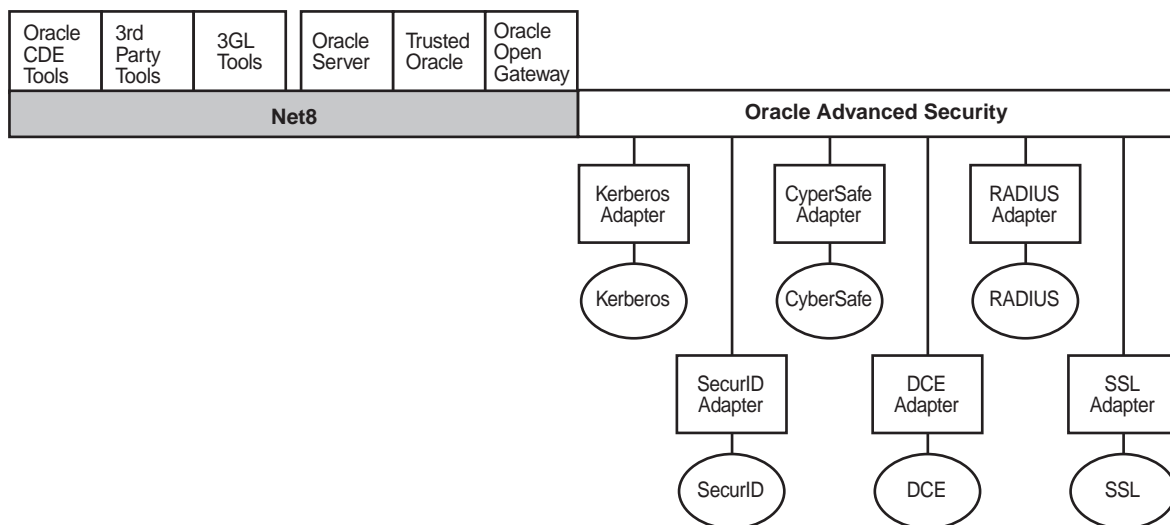 Oracle
CDE
Tools
3rd
Party
Tools
3GL
Tools
Oracle
Server
Trusted
Oracle
Oracle
Open
Gateway
Net8
Oracle Advanced Security
Kerberos
Adapter
CyperSafe
Adapter
RADIUS
Adapter
Kerberos
CyberSafe
RADIUS
SecurID
Adapter
DCE
Adapter
SSL
Adapter
SecurID
DCE
SSL